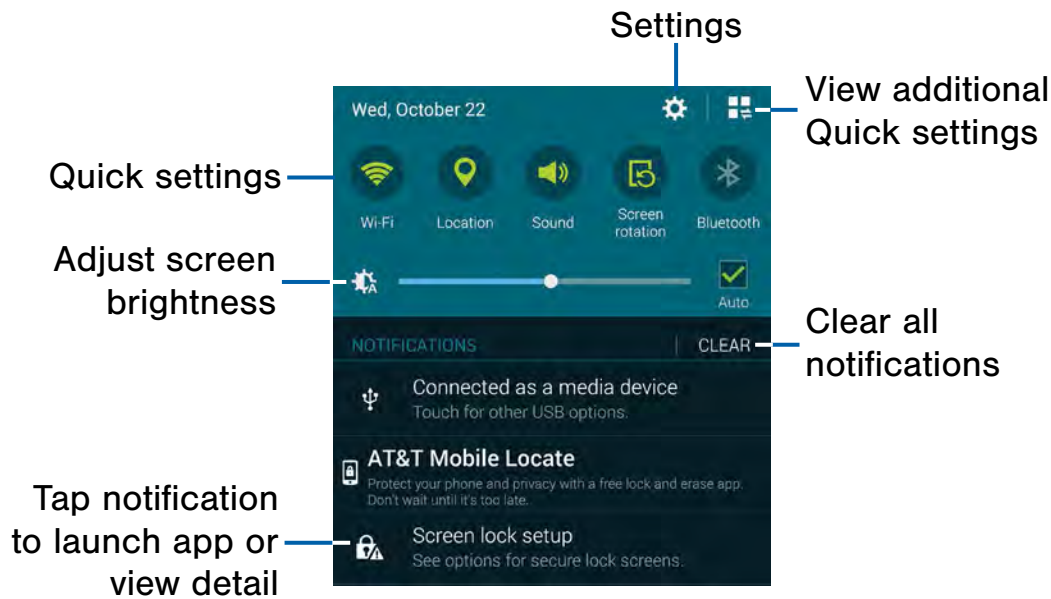 Settings
View additional
Quick settings
Wed, October 22
Quick settings
Wi-Fi
Location
Sound
Screen
rotation
Bluetooth
Adjust screen
brightness
A
Auto
Clear all
notifications
NOTIFICATIONS
CLEAR
Connected as a media device
Touch for other USB options.
AT&T Mobile Locate
Protect your phone and privacy with a free lock and erase app.
Don't wait until it's too late.
Tap notification
to launch app or
view detail
Screen lock setup
See options for secure lock screens.